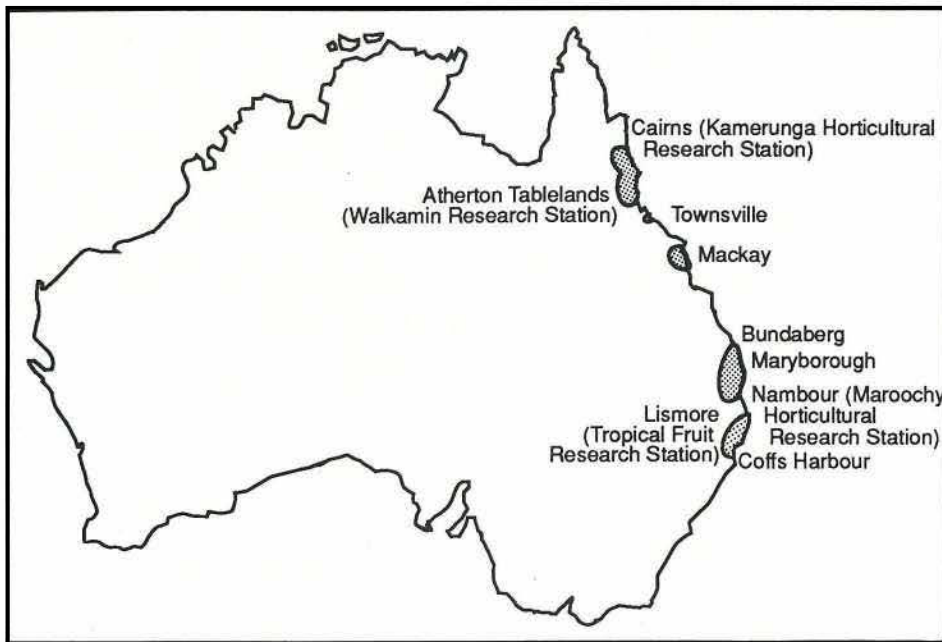 Cairns (Kamerunga Horticultural
Research Station)
Atherton Tablelands
(Walkamin Research Station)
Townsville
Mackay
Bundaberg
Maryborough
Nambour (Maroochy
Horticultural
Research Station)
Lismore
(Tropical Fruit
Research Station)
Coffs Harbour